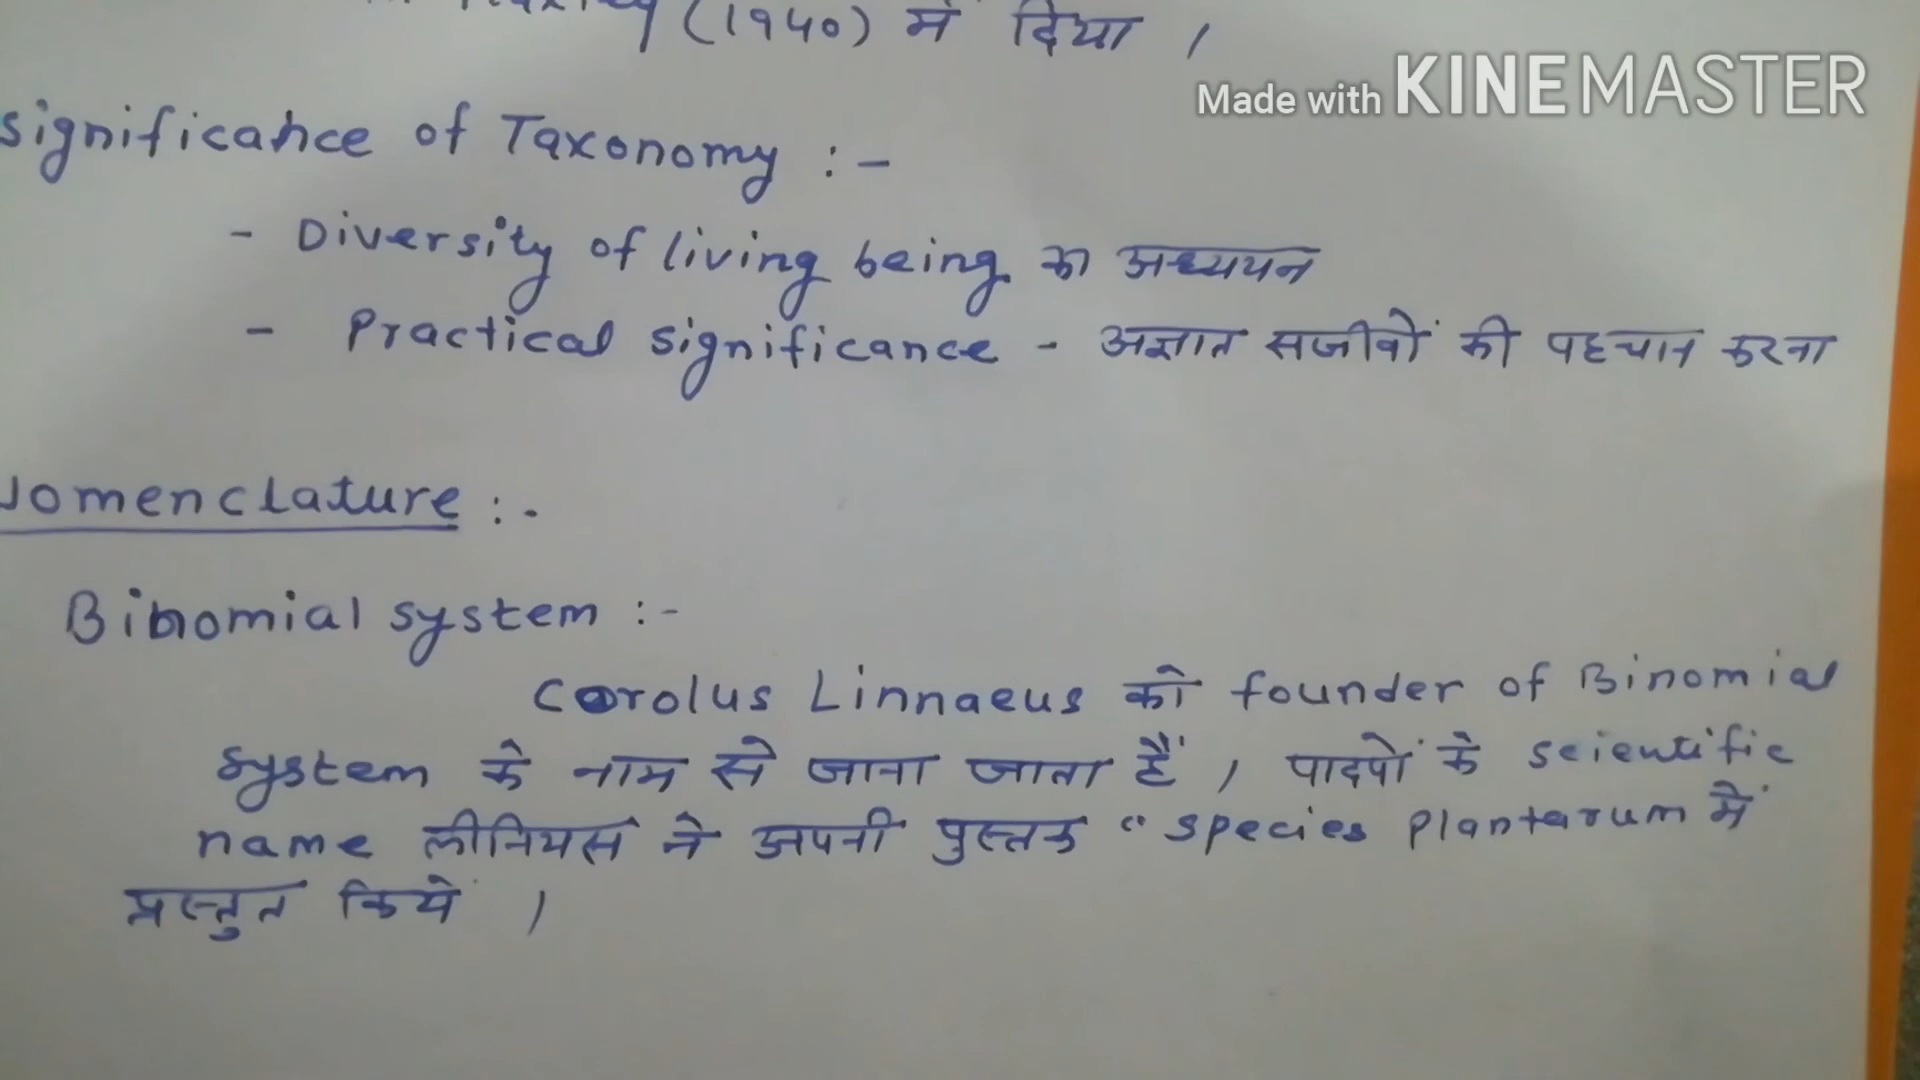 (1940) में दिया ।
Made with KINEMASTER
significance of Taxonomy :-
- Diversity of living being का अध्ययन
- Practical significance - अज्ञात सजीवों की पहचान करना
Nomenclature :-
Binomial system :-
Carolus Linnaeus को founder of Binomial
system के नाम से जाना जाता हैं , पादपों के scientific
name लीनियस ने अपनी पुस्तक “ species plantarum में
प्रस्तुत किये ।